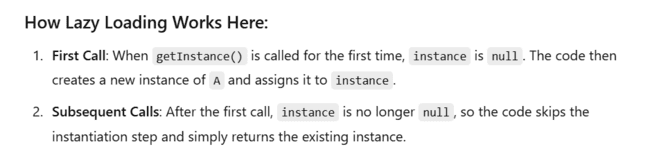 How Lazy Loading Works Here:
1. First Call: When getInstance() is called for the first time, instance is null. The code then
creates a new instance of A and assigns it to instance.
2. Subsequent Calls: After the first call, instance is no longer null, so the code skips the
instantiation step and simply returns the existing instance.